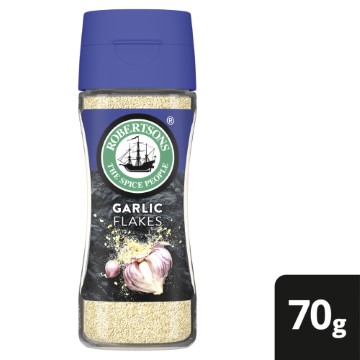 ROBERTSONS
®
THE SPICE PEOPLE
GARLIC
FLAKES
70g